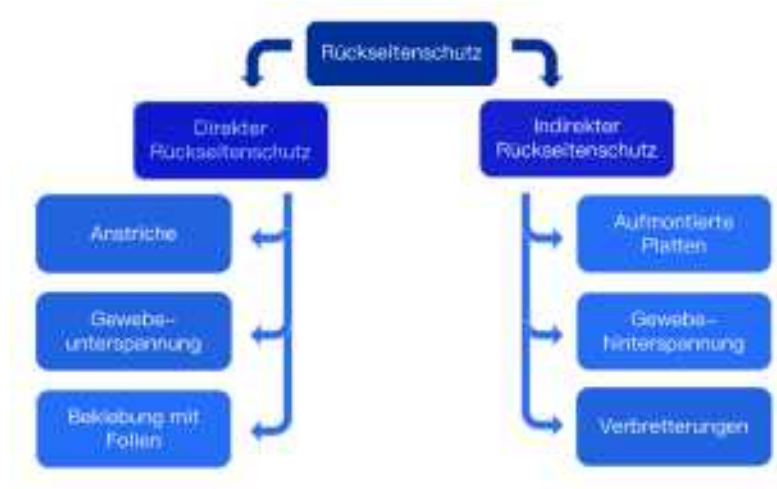 Rückseitenschutz
Direkter
Rückseitenschutz
Indirekter
Rückseitenschutz
Anstriche
Gewebe-
unterspannung
Beklebung mit
Folien
Aufmontierte
Platten
Gewebe-
hinterspannung
Verbretterungen